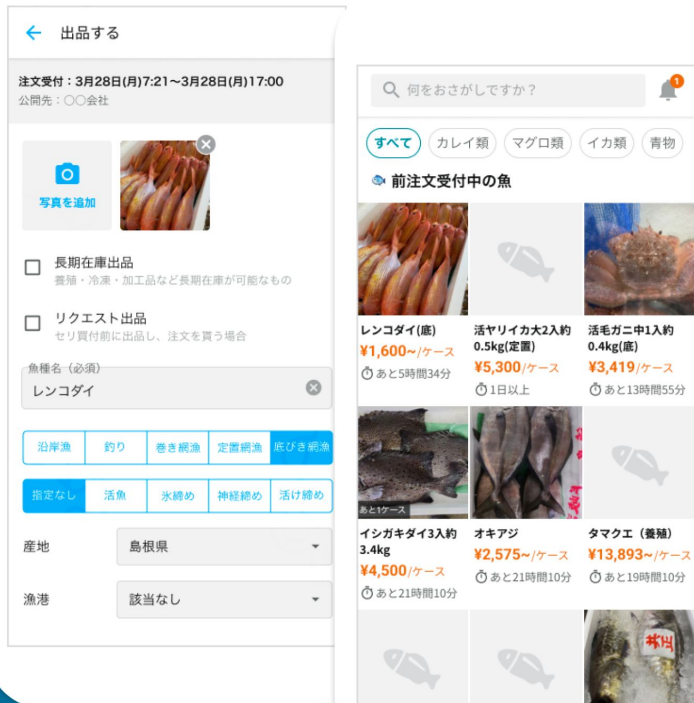 出品する
注文受付：3月28日(月)7:21〜3月28日(月)17:00
公開先：○○会社
写真を追加
長期在庫出品
養殖・冷凍・加工品など長期在庫が可能なもの
リクエスト出品
セリ買付前に出品し、注文を貰う場合
魚種名（必須）
レンコダイ
沿岸漁 釣り 巻き網漁 定置網漁 底びき網漁
指定なし 活魚 氷締め 神経締め 活け締め
産地 島根県
漁港 該当なし
何をおさがしですか？
1
すべて カレイ類 マグロ類 イカ類 青物
前注文受付中の魚
レンコダイ(底)
¥1,600~/ケース
あと5時間34分
活ヤリイカ大2入約
0.5kg(定置)
¥5,300/ケース
1日以上
活毛ガニ中1入約
0.4kg(底)
¥3,419/ケース
あと13時間55分
あと1ケース
イシガキダイ3入約
3.4kg
¥4,500/ケース
あと21時間10分
オキアジ
¥2,575~/ケース
あと21時間10分
タマクエ（養殖）
¥13,893~/ケース
あと19時間10分
共正